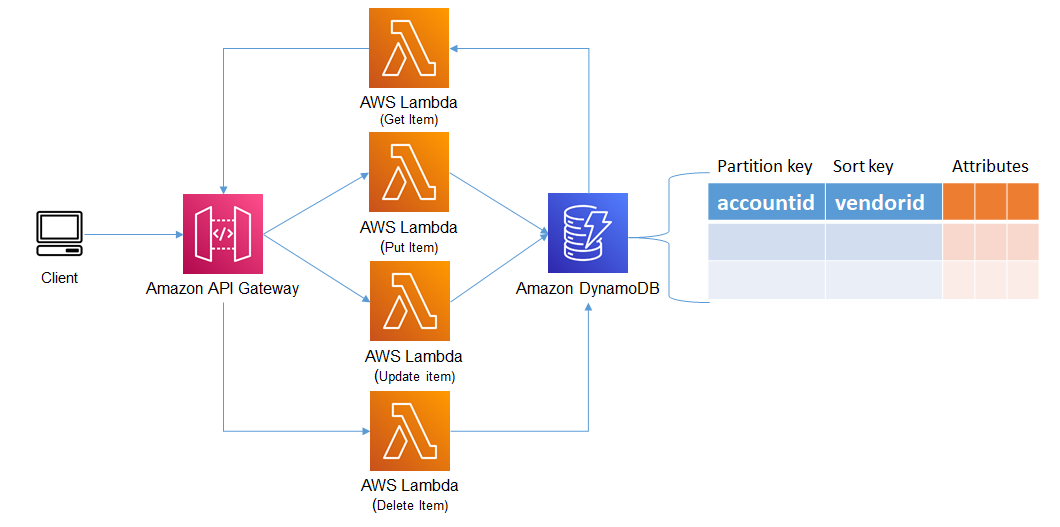 AWS Lambda
(Get Item)
Partition key Sort key Attributes
accountid vendorid
AWS Lambda
(Put Item)
Client
Amazon API Gateway
</>
Amazon DynamoDB
AWS Lambda
(Update item)
AWS Lambda
(Delete Item)